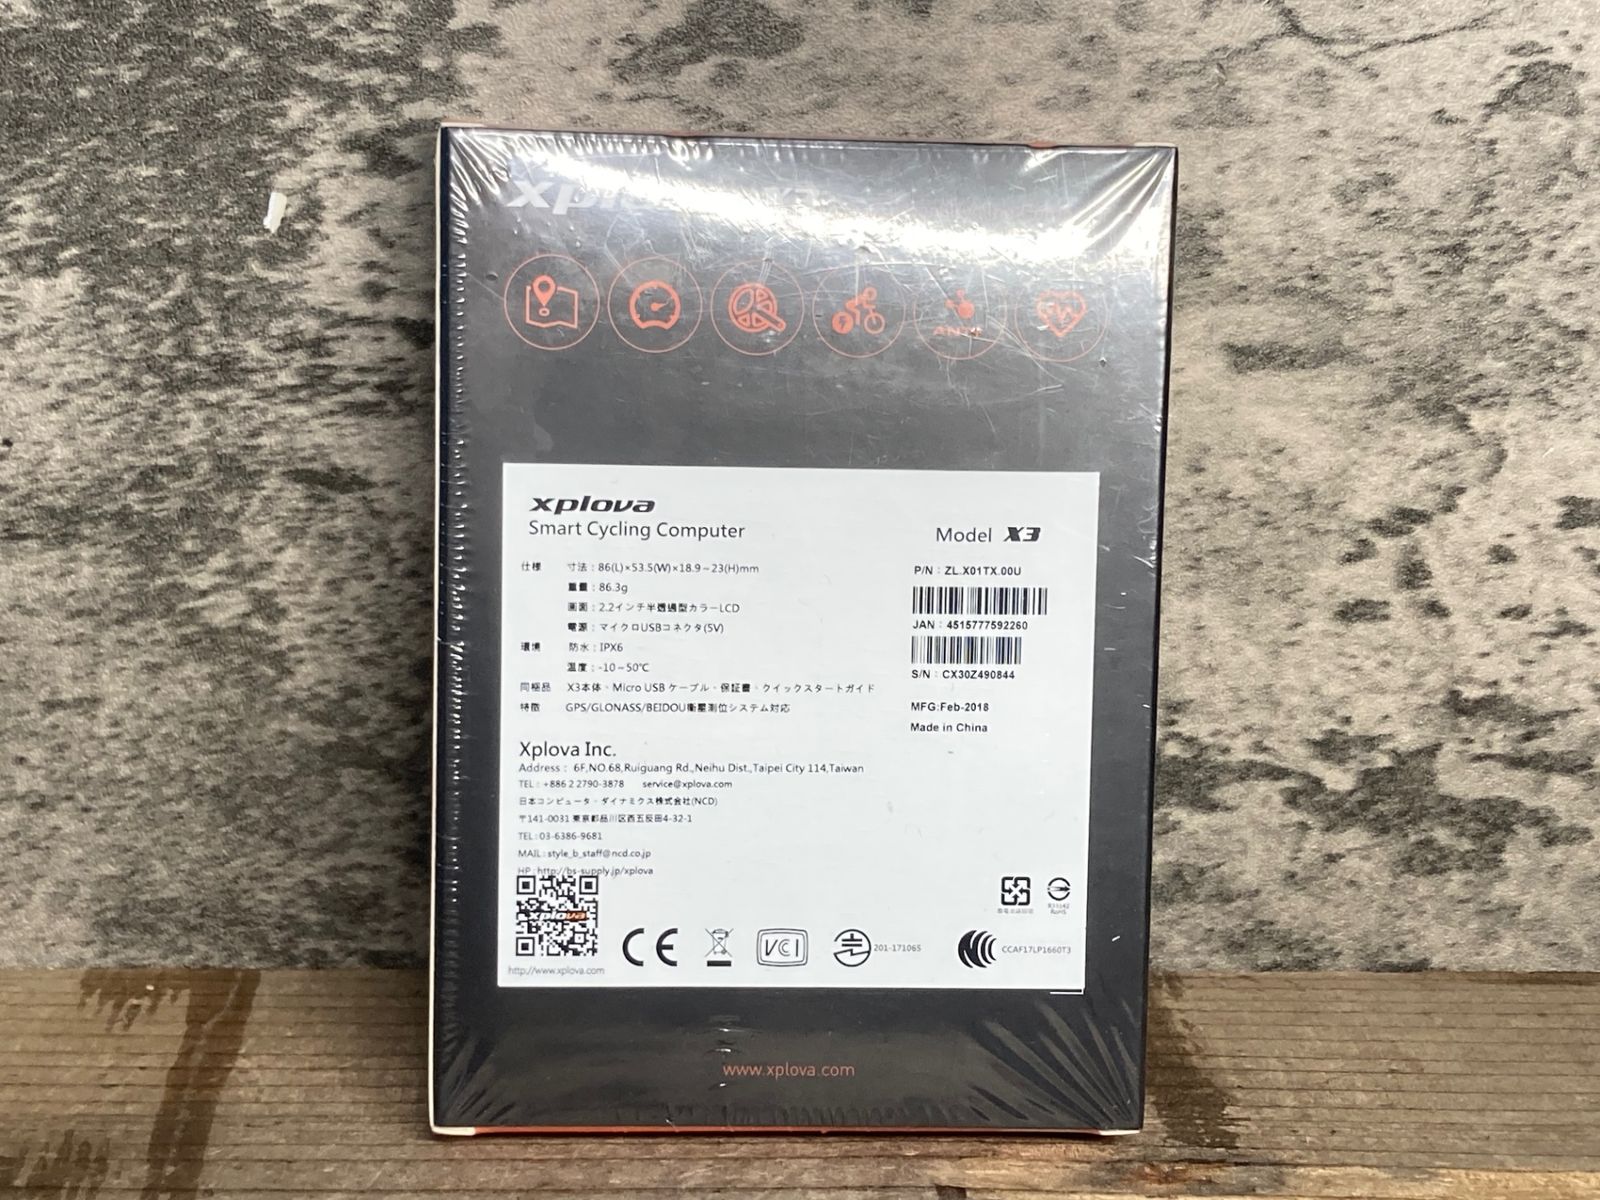 xplova X3
ANT+
xplova
Smart Cycling Computer
Model X3
仕様 寸法:86(L)×53.5(W)×18.9~23(H)mm
重量:86.3g
画面:2.2インチ半透過型カラーLCD
電源:マイクロUSBコネクタ(5V)
環境 防水:IPX6
温度:-10~50℃
同梱品 X3本体、Micro USB ケーブル、保証書、クイックスタートガイド
特徴 GPS/GLONASS/BEIDOU衛星測位システム対応
P/N : ZL.X01TX.00U
JAN : 4515777592260
S/N : CX30Z490844
MFG:Feb-2018
Made in China
Xplova Inc.
Address : 6F,NO.68,Ruiguang Rd.,Neihu Dist.,Taipei City 114,Taiwan
TEL : +886 2 2790-3878 service@xplova.com
日本コンピュータ・ダイナミクス株式会社(NCD)
〒141-0031 東京都品川区西五反田4-32-1
TEL : 03-6386-9681
MAIL : style_b_staff@ncd.co.jp
HP : http://bs-supply.jp/xplova
xplova
http://www.xplova.com
CE
VCI
201-171065
CCAF17LP1660T3
RoHS
www.xplova.com